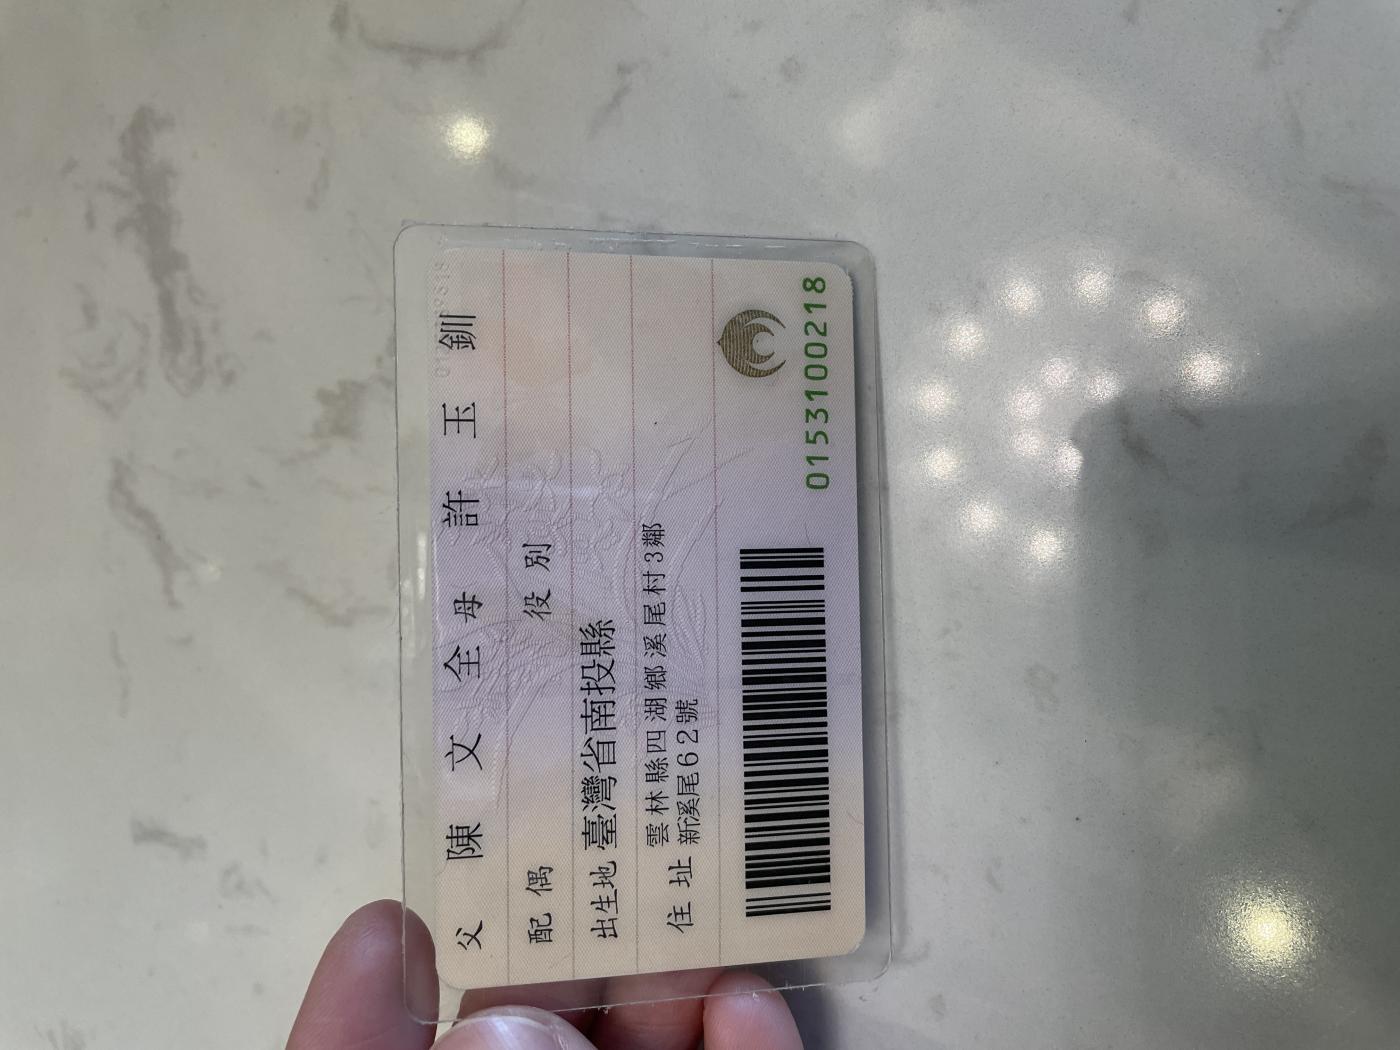 父 陳文全 母 許玉釧
配偶 役別
出生地 臺灣省南投縣
住址 雲林縣四湖鄉溪尾村3鄰
新溪尾62號
0153100218